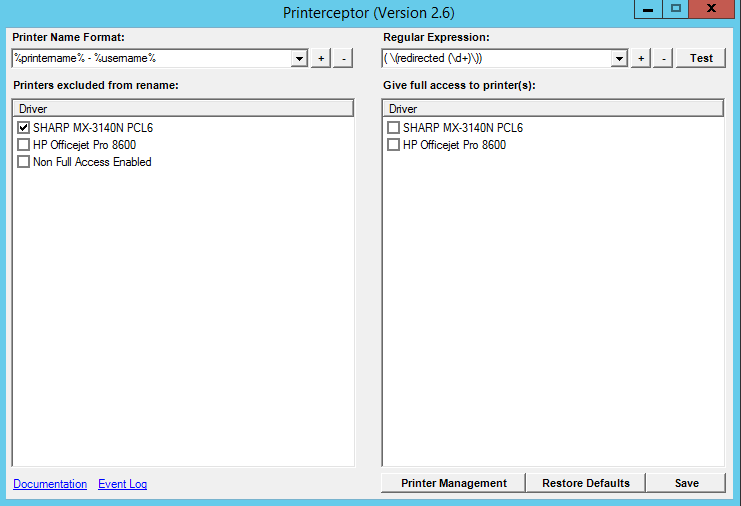 Printerceptor (Version 2.6)
Printer Name Format:
%printername% - %username%
+
-
Regular Expression:
( \(redirected (\d+)\))
+
-
Test
Printers excluded from rename:
Driver
SHARP MX-3140N PCL6
HP Officejet Pro 8600
Non Full Access Enabled
Give full access to printer(s):
Driver
SHARP MX-3140N PCL6
HP Officejet Pro 8600
Documentation
Event Log
Printer Management
Restore Defaults
Save